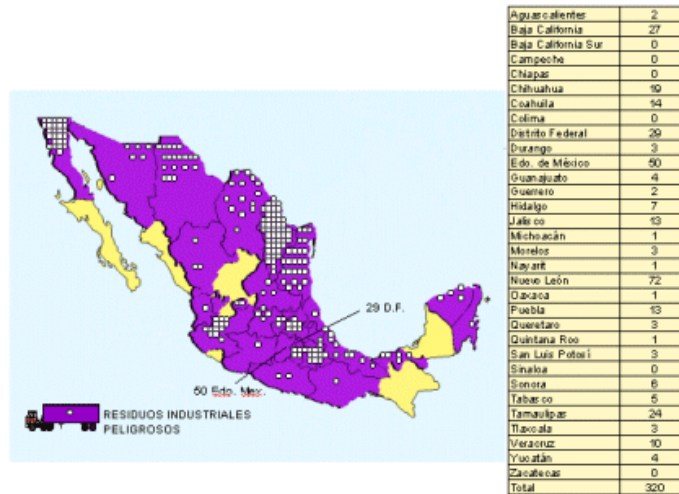 29 D.F.
50 Edo. Mex.
RESIDUOS INDUSTRIALES
PELIGROSOS
Aguascalientes 2
Baja California 27
Baja California Sur 0
Campeche 0
Chiapas 0
Chihuahua 19
Coahuila 14
Colima 0
Distrito Federal 29
Durango 3
Edo. de México 50
Guanajuato 4
Guerrero 2
Hidalgo 7
Jalisco 13
Michoacán 1
Morelos 3
Nayarit 1
Nuevo León 72
Oaxaca 1
Puebla 13
Queretaro 3
Quintana Roo 1
San Luis Potosí 3
Sinaloa 0
Sonora 6
Tabasco 5
Tamaulipas 24
Tlaxcala 3
Veracruz 10
Yucatán 4
Zacatecas 0
Total 320